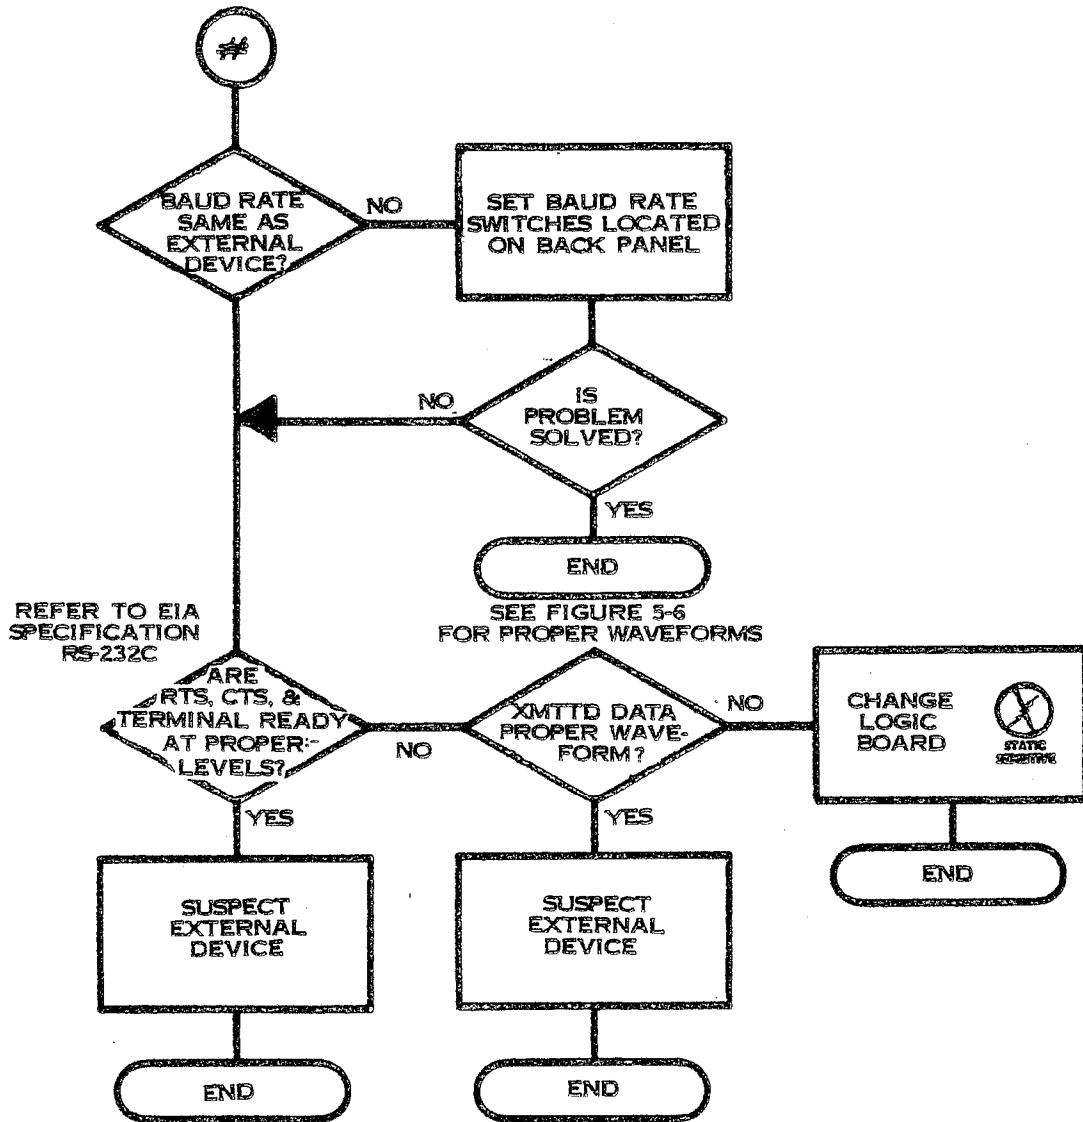 #
BAUD RATE
SAME AS
EXTERNAL
DEVICE?
NO
SET BAUD RATE
SWITCHES LOCATED
ON BACK PANEL
NO
IS
PROBLEM
SOLVED?
YES
END
REFER TO EIA
SPECIFICATION
RS-232C
SEE FIGURE 5-6
FOR PROPER WAVEFORMS
ARE
RTS, CTS, &
TERMINAL READY
AT PROPER
LEVELS?
NO
XMTTD DATA
PROPER WAVE-
FORM?
NO
CHANGE
LOGIC
BOARD
STATIC
SENSITIVE
YES
YES
END
SUSPECT
EXTERNAL
DEVICE
SUSPECT
EXTERNAL
DEVICE
END
END